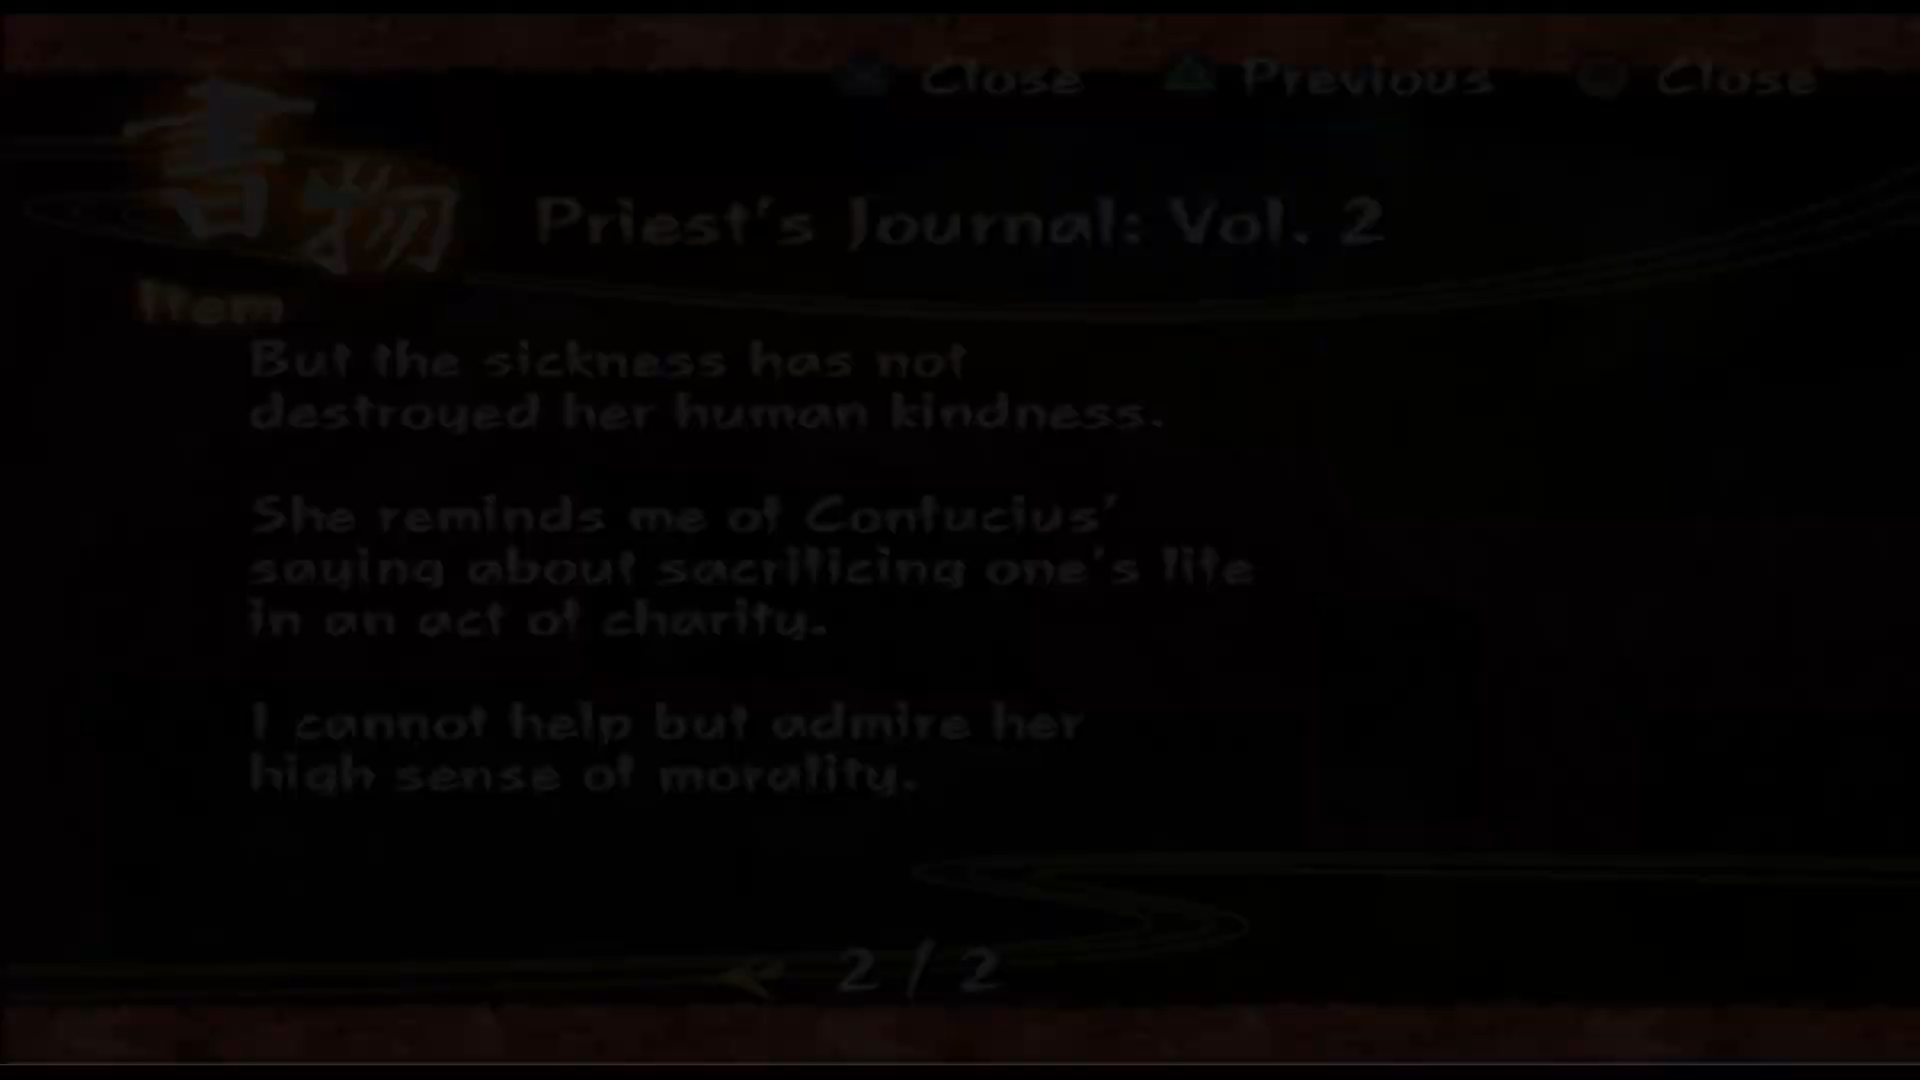 Close Previous Close
書物
Priest's Journal: Vol. 2
Item
But the sickness has not
destroyed her human kindness.
She reminds me of Confucius'
saying about sacrificing one's life
in an act of charity.
I cannot help but admire her
high sense of morality.
2 / 2